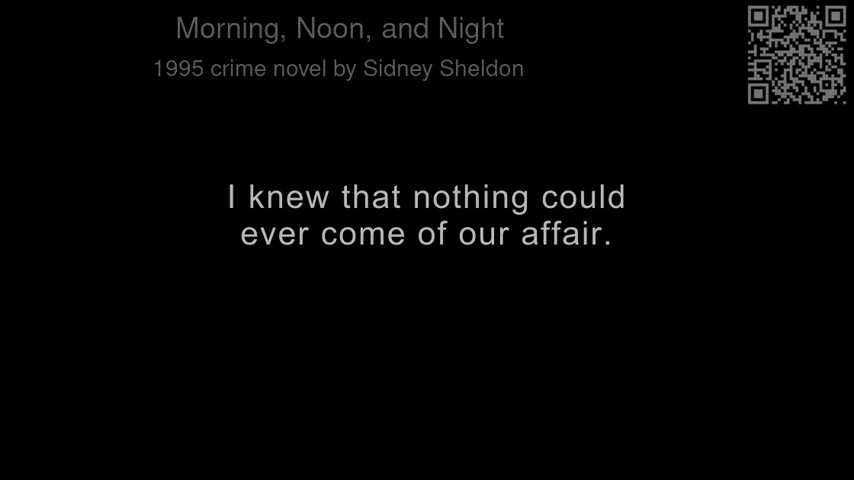 Morning, Noon, and Night
1995 crime novel by Sidney Sheldon
I knew that nothing could
ever come of our affair.